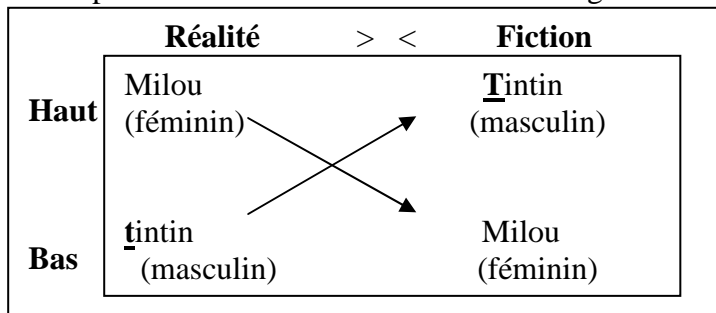 Réalité > < Fiction
Milou Tintin
Haut
(féminin) (masculin)
tintin Milou
Bas
(masculin) (féminin)